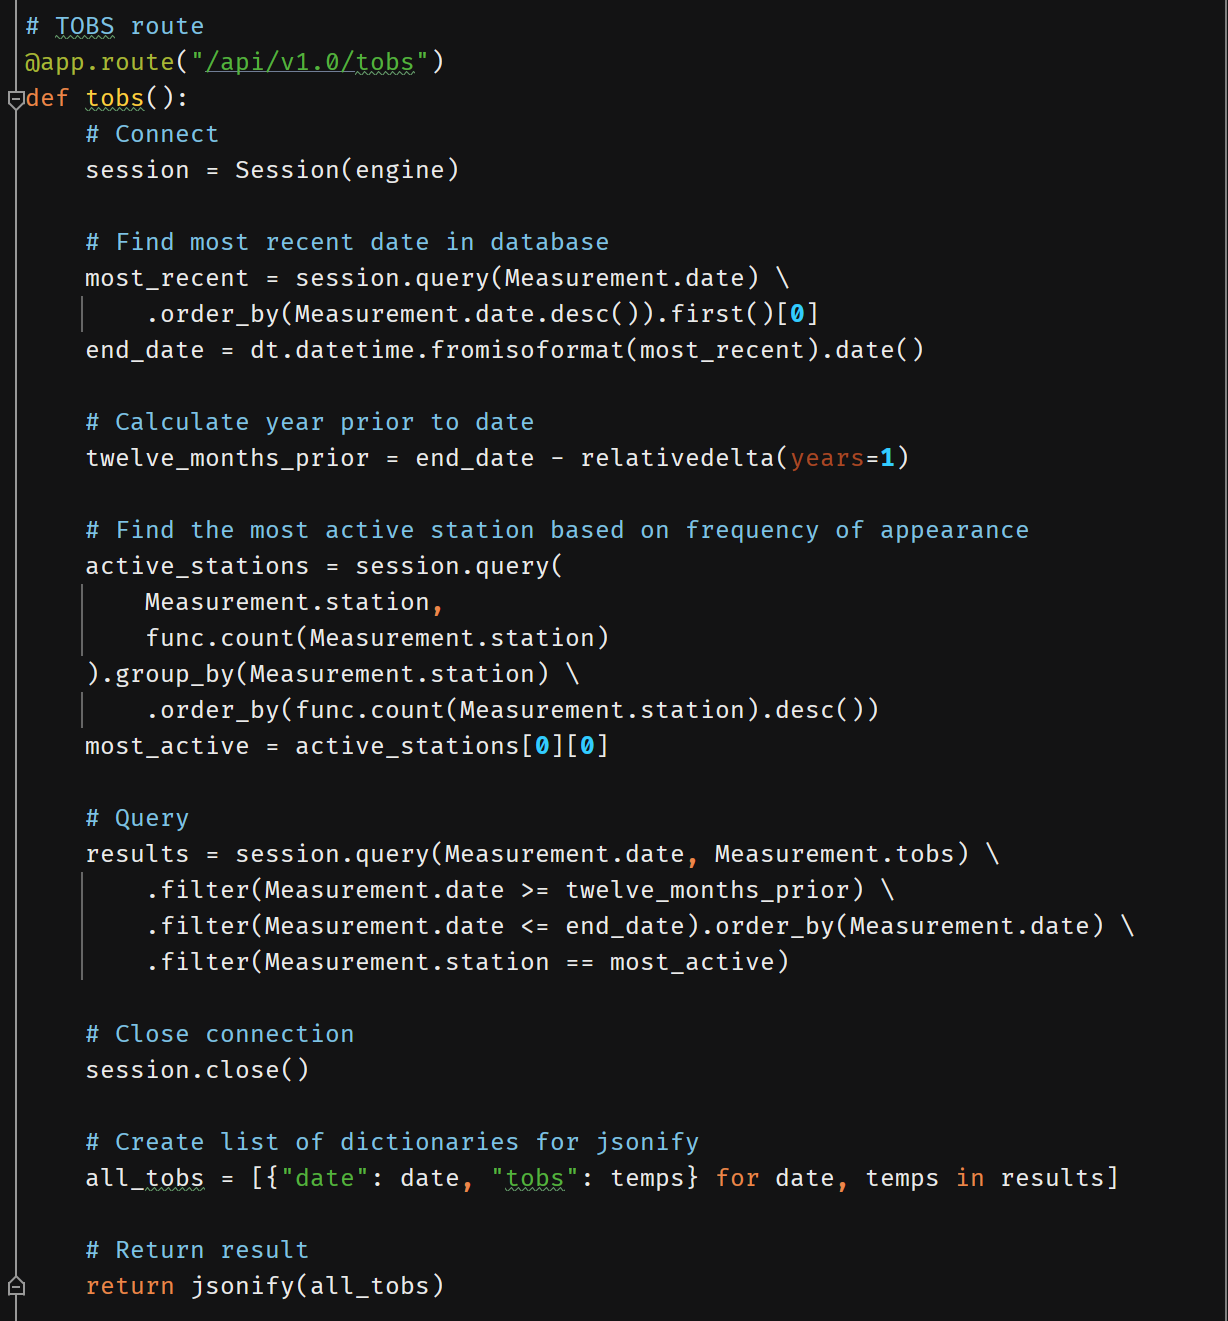 # TOBS route
@app.route("/api/v1.0/tobs")
def tobs():
    # Connect
    session = Session(engine)

    # Find most recent date in database
    most_recent = session.query(Measurement.date) \
        .order_by(Measurement.date.desc()).first()[0]
    end_date = dt.datetime.fromisoformat(most_recent).date()

    # Calculate year prior to date
    twelve_months_prior = end_date - relativedelta(years=1)

    # Find the most active station based on frequency of appearance
    active_stations = session.query(
        Measurement.station,
        func.count(Measurement.station)
    ).group_by(Measurement.station) \
        .order_by(func.count(Measurement.station).desc())
    most_active = active_stations[0][0]

    # Query
    results = session.query(Measurement.date, Measurement.tobs) \
        .filter(Measurement.date >= twelve_months_prior) \
        .filter(Measurement.date <= end_date).order_by(Measurement.date) \
        .filter(Measurement.station == most_active)

    # Close connection
    session.close()

    # Create list of dictionaries for jsonify
    all_tobs = [{"date": date, "tobs": temps} for date, temps in results]

    # Return result
    return jsonify(all_tobs)